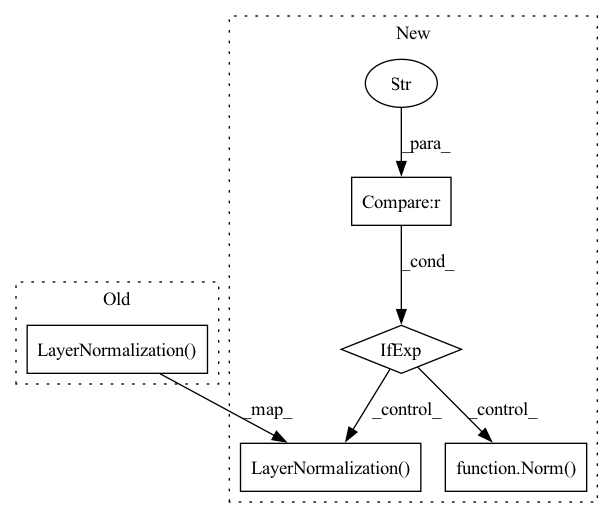 New
Str
_para_
Compare:r
_cond_
Old
LayerNormalization()
IfExp
_map_
_control_
_control_
LayerNormalization()
function.Norm()